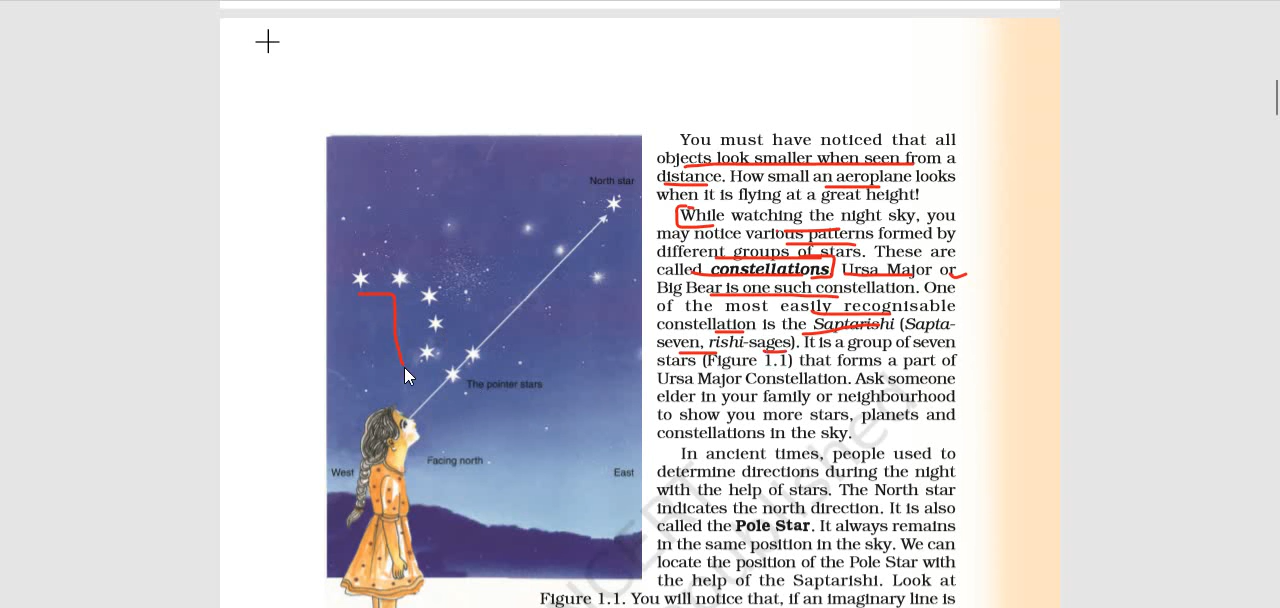 North star
The pointer stars
Facing north
West
East
You must have noticed that all
objects look smaller when seen from a
distance. How small an aeroplane looks
when it is flying at a great height!
While watching the night sky, you
may notice various patterns formed by
different groups of stars. These are
called constellations. Ursa Major or
Big Bear is one such constellation. One
of the most easily recognisable
constellation is the Saptarishi (Sapta-
seven, rishi-sages). It is a group of seven
stars (Figure 1.1) that forms a part of
Ursa Major Constellation. Ask someone
elder in your family or neighbourhood
to show you more stars, planets and
constellations in the sky.
In ancient times, people used to
determine directions during the night
with the help of stars. The North star
indicates the north direction. It is also
called the Pole Star. It always remains
in the same position in the sky. We can
locate the position of the Pole Star with
the help of the Saptarishi. Look at
Figure 1.1. You will notice that, if an imaginary line is